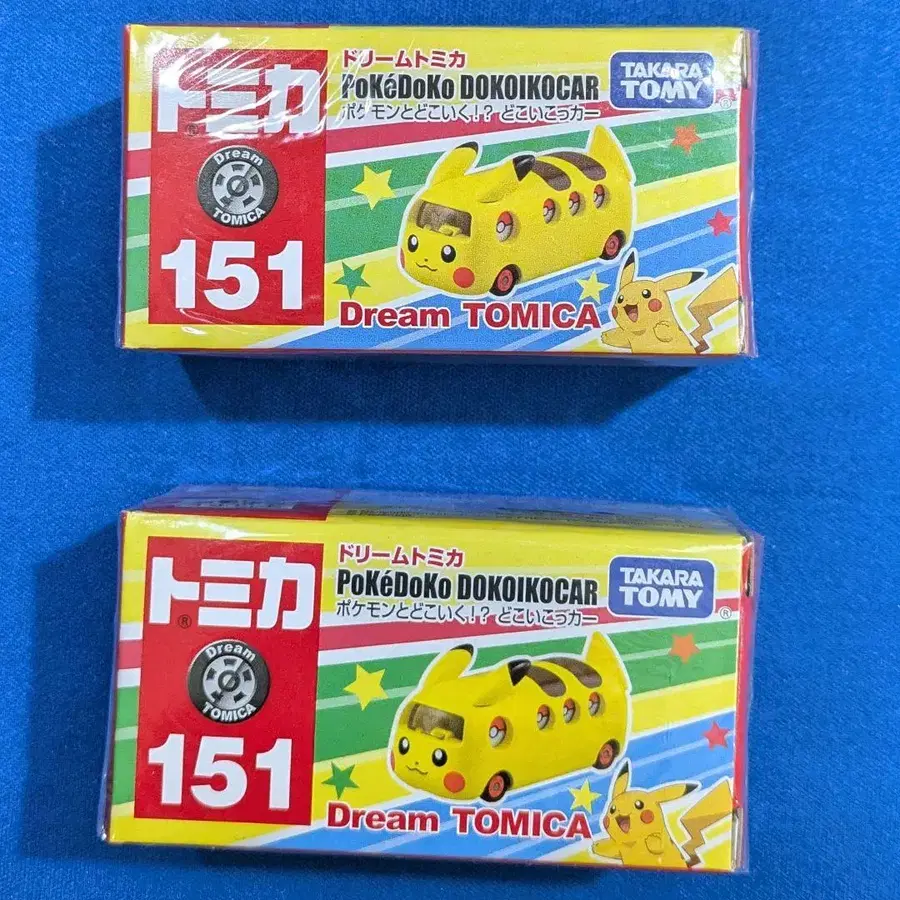 トミカ
®
Dream
TOMICA
151
ドリームトミカ
PoKéDoKo DOKOIKOCAR
ポケモンとどこいく!? どこいこっカー
TAKARA
TOMY
®
Dream TOMICA
トミカ
®
Dream
TOMICA
151
ドリームトミカ
PoKéDoKo DOKOIKOCAR
ポケモンとどこいく!? どこいこっカー
TAKARA
TOMY
®
Dream TOMICA